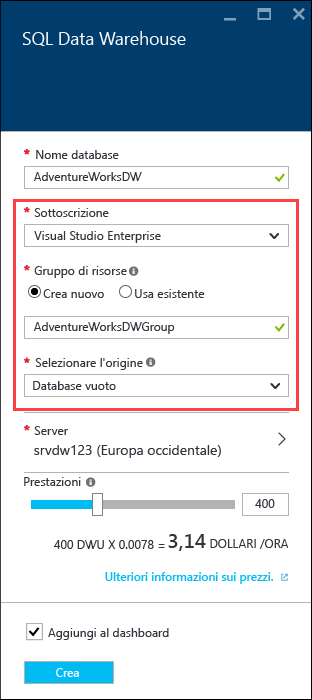 SQL Data Warehouse
* Nome database
AdventureWorksDW
* Sottoscrizione
Visual Studio Enterprise
* Gruppo di risorse
Crea nuovo Usa esistente
AdventureWorksDWGroup
* Selezionare l'origine
Database vuoto
* Server
srvdw123 (Europa occidentale)
Prestazioni
400
400 DWU X 0.0078 = 3,14 DOLLARI /ORA
Ulteriori informazioni sui prezzi.
Aggiungi al dashboard
Crea